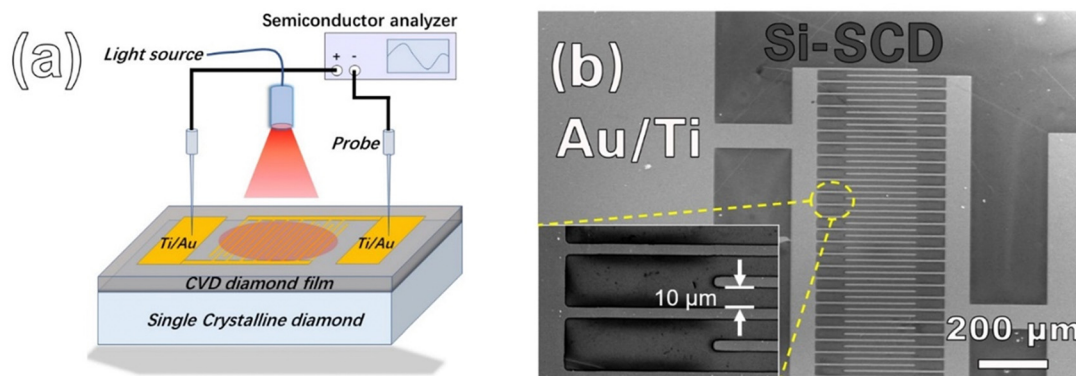 (a)
Semiconductor analyzer
Light source
+ -
Probe
Ti/Au
Ti/Au
CVD diamond film
Single Crystalline diamond
(b)
Si-SCD
Au/Ti
10 μm
200 μm